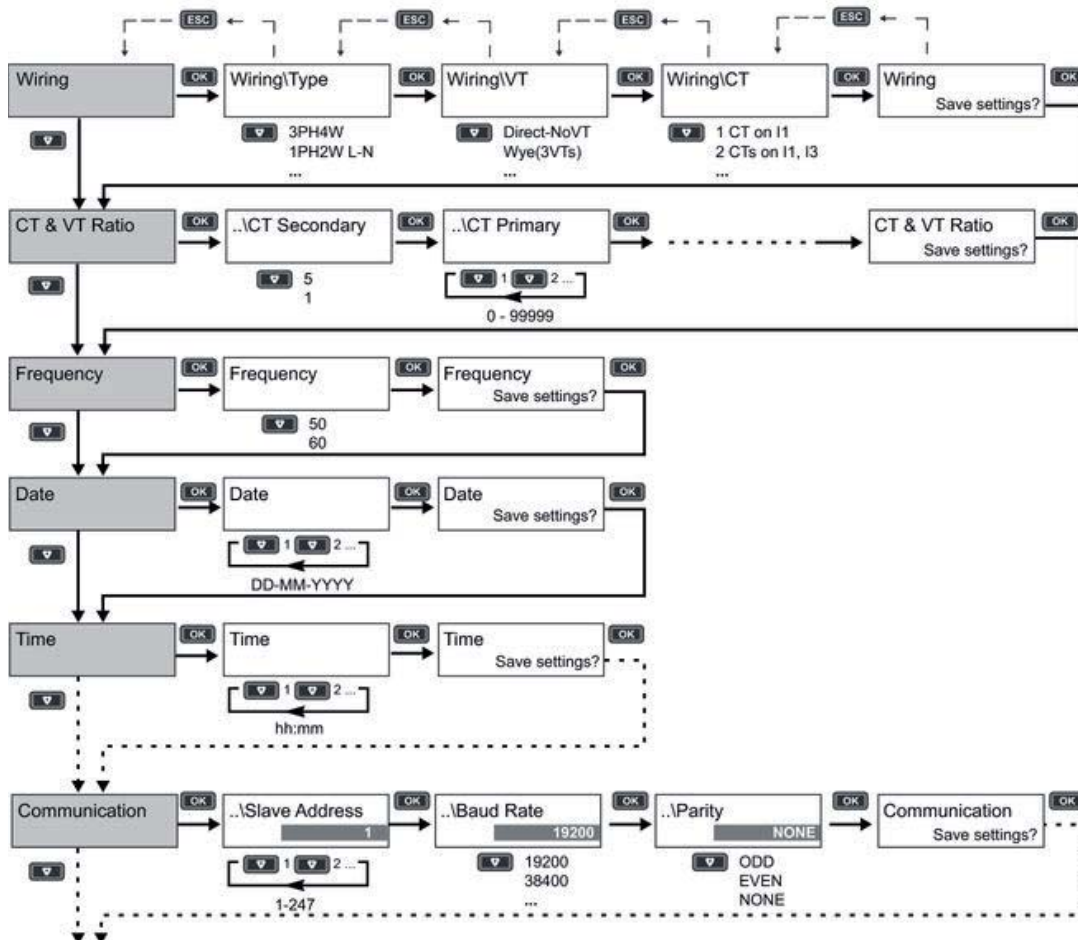 ESC ESC ESC ESC
Wiring OK Wiring\Type OK Wiring\VT OK Wiring\CT OK Wiring OK
Save settings?
3PH4W Direct-NoVT 1 CT on I1
1PH2W L-N Wye(3VTs) 2 CTs on I1, I3
... ... ...
CT & VT Ratio OK ..\CT Secondary OK ..\CT Primary OK CT & VT Ratio OK
Save settings?
5 1 2 ...
1
0 - 99999
Frequency OK Frequency OK Frequency OK
Save settings?
50
60
Date OK Date OK Date OK
Save settings?
1 2 ...
DD-MM-YYYY
Time OK Time OK Time OK
Save settings?
1 2 ...
hh:mm
Communication OK ..\Slave Address OK ..\Baud Rate OK ..\Parity OK Communication OK
1 19200 NONE Save settings?
1 2 ... 19200 ODD
38400 EVEN
1-247 ... NONE